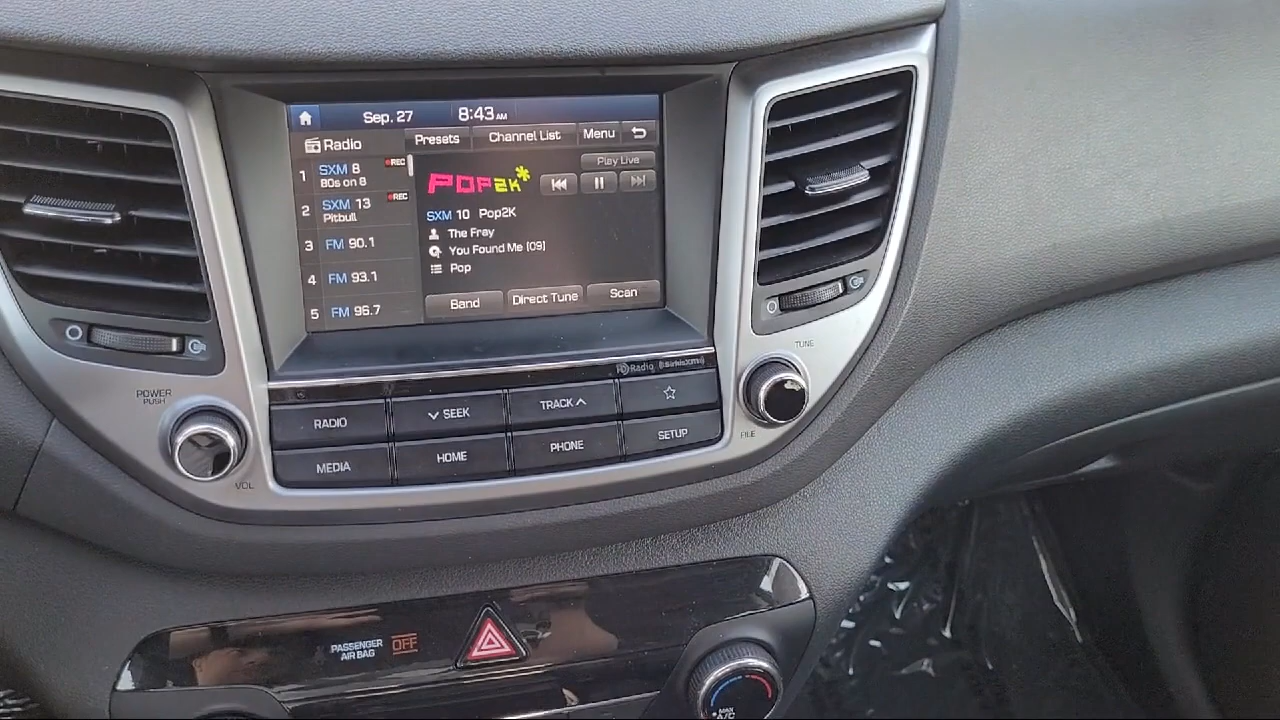 Sep. 27 8:43 AM
Radio Presets Channel List Menu
1 SXM 8 REC
80s on 8
2 SXM 13 REC
Pitbull
3 FM 90.1
4 FM 93.1
5 FM 96.7
Play Live
POP2K
SXM 10 Pop2K
The Fray
You Found Me (09)
Pop
Band Direct Tune Scan
HD Radio (SiriusXM)
POWER
PUSH
VOL
TUNE
FILE
RADIO SEEK TRACK
MEDIA HOME PHONE SETUP
PASSENGER
AIR BAG OFF
MAX
A/C